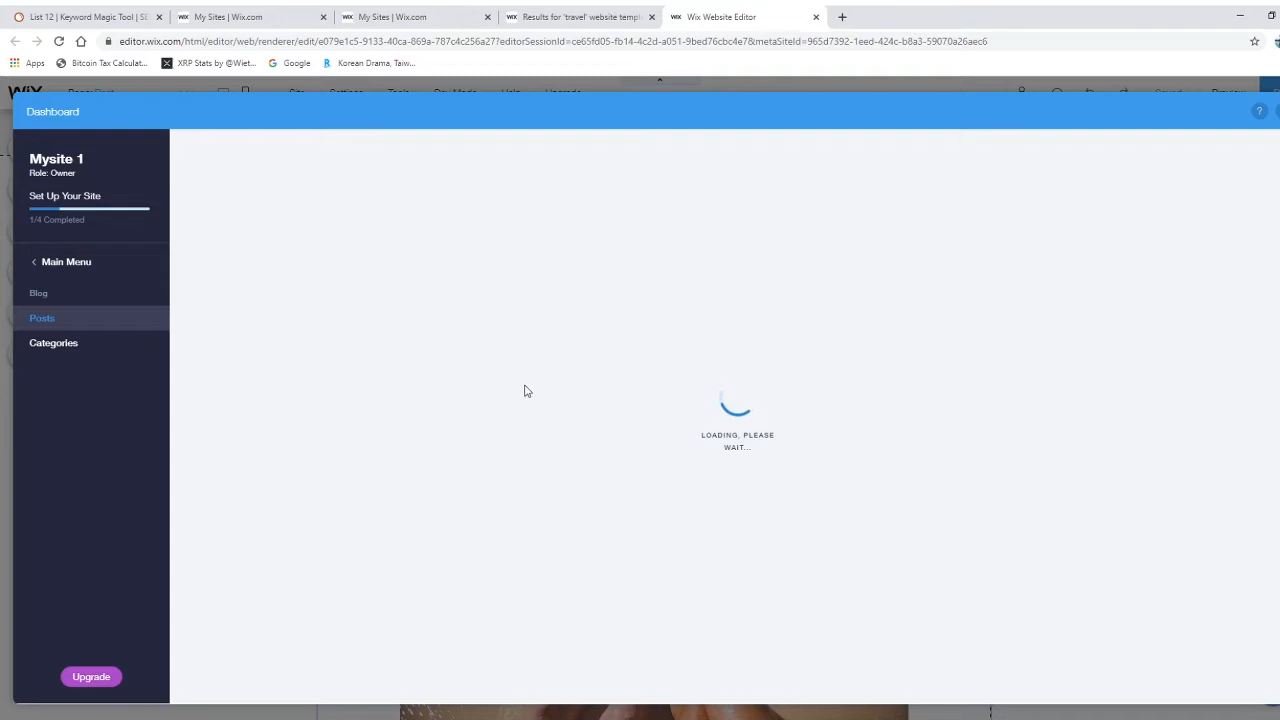 List 12 | Keyword Magic Tool | SE
My Sites | Wix.com
My Sites | Wix.com
Results for 'travel' website templ
Wix Website Editor
editor.wix.com/html/editor/web/renderer/edit/e079e1c5-9133-40ca-869a-787c4c256a27?editorSessionId=cc65fd05-fb14-4c2d-a051-9bed76cbc4e7&metaSiteId=965d7392-1eed-424c-b8a3-59070a26aec6
Apps
Bitcoin Tax Calculat...
XRP Stats by @Wiet...
Google
Korean Drama, Taiw...
WiX
Dashboard
?
Mysite 1
Role: Owner
Set Up Your Site
1/4 Completed
Main Menu
Blog
Posts
Categories
LOADING, PLEASE
WAIT...
Upgrade